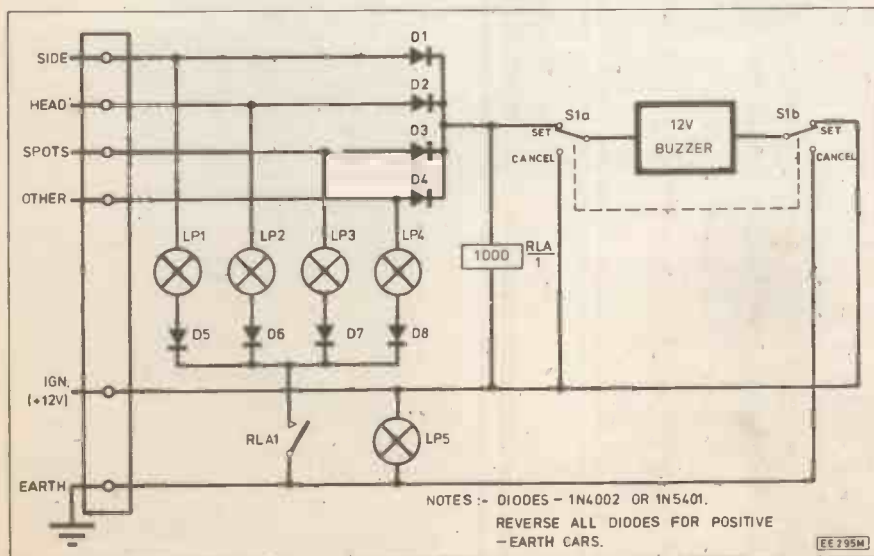 SIDE
HEAD
SPOTS
OTHER
IGN.
(+12V)
EARTH
D1
D2
D3
D4
LP1
LP2
LP3
LP4
D5
D6
D7
D8
RLA1
LP5
1000
RLA
1
S1a
SET
CANCEL
12V
BUZZER
S1b
SET
CANCEL
NOTES :- DIODES - 1N4002 OR 1N5401.
REVERSE ALL DIODES FOR POSITIVE
-EARTH CARS.
EE295M